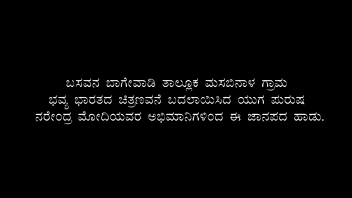 ಬಸವನ ಬಾಗೇವಾಡಿ ತಾಲ್ಲೂಕ ಮಸಬಿನಾಳ ಗ್ರಾಮ
ಭವ್ಯ ಭಾರತದ ಚಿತ್ರಣವನೆ ಬದಲಾಯಿಸಿದ ಯುಗ ಪುರುಷ
ನರೇಂದ್ರ ಮೋದಿಯವರ ಅಭಿಮಾನಿಗಳಿಂದ ಈ ಜಾನಪದ ಹಾಡು.